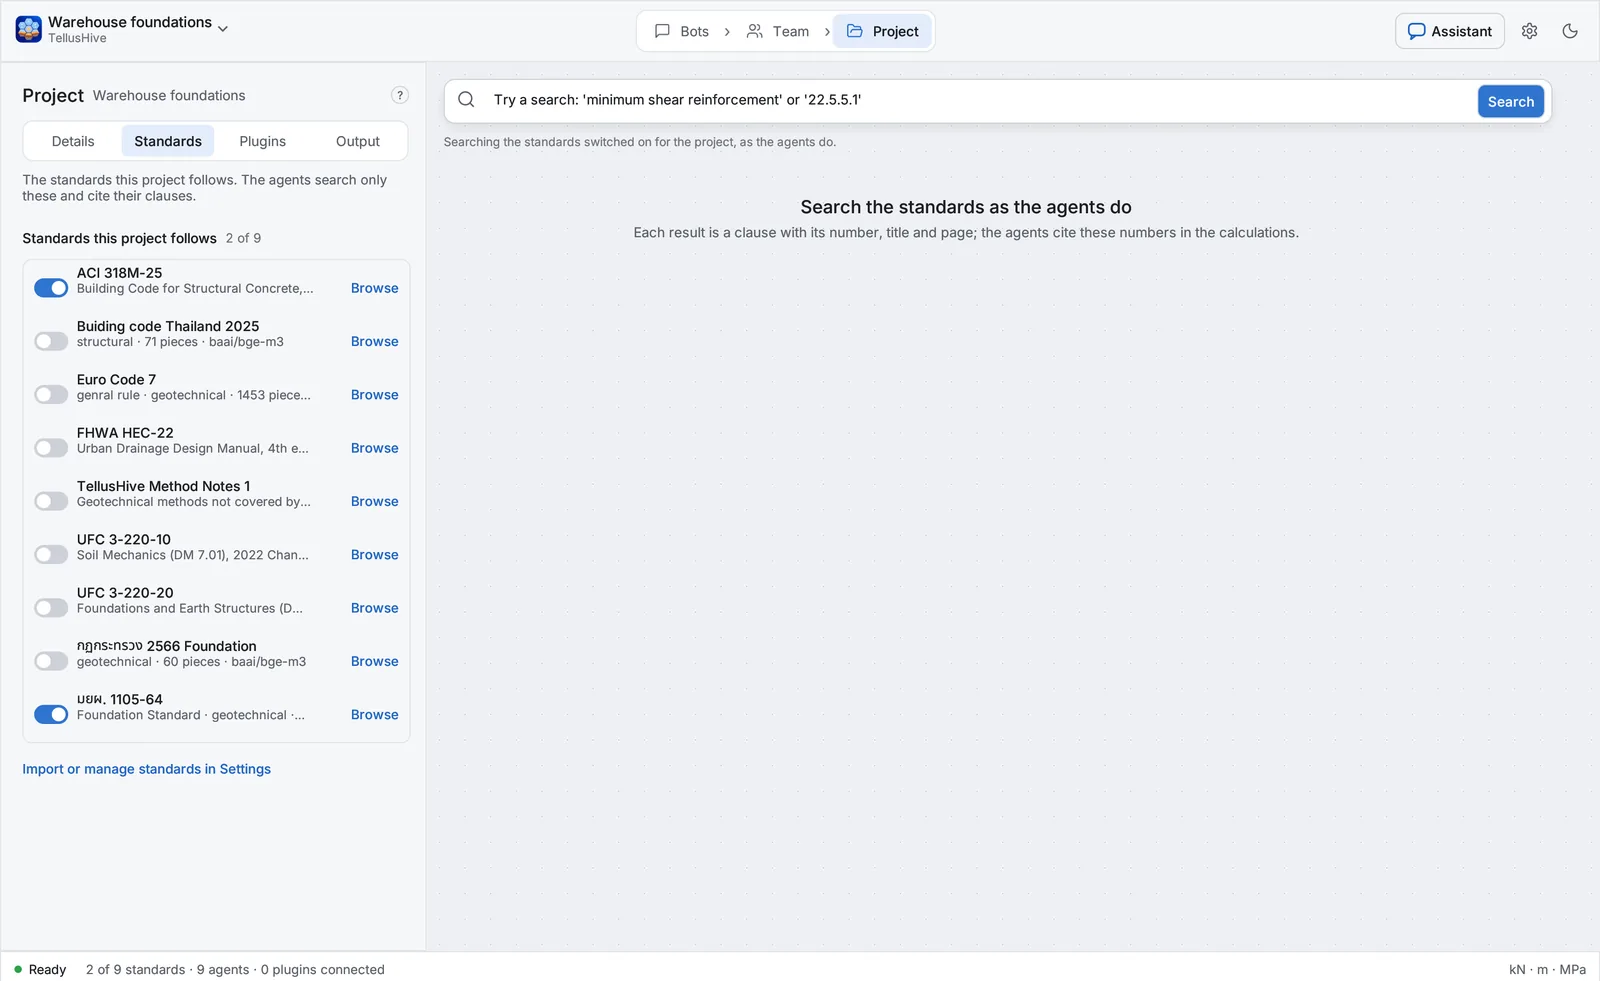 Warehouse foundations
TellusHive
Bots
Team
Project
Assistant
Project Warehouse foundations
?
Details
Standards
Plugins
Output
The standards this project follows. The agents search only
these and cite their clauses.
Standards this project follows 2 of 9
ACI 318M-25
Building Code for Structural Concrete,...
Browse
Buiding code Thailand 2025
structural · 71 pieces · baai/bge-m3
Browse
Euro Code 7
genral rule · geotechnical · 1453 piece...
Browse
FHWA HEC-22
Urban Drainage Design Manual, 4th e...
Browse
TellusHive Method Notes 1
Geotechnical methods not covered by...
Browse
UFC 3-220-10
Soil Mechanics (DM 7.01), 2022 Chan...
Browse
UFC 3-220-20
Foundations and Earth Structures (D...
Browse
กฎกระทรวง 2566 Foundation
geotechnical · 60 pieces · baai/bge-m3
Browse
มยผ. 1105-64
Foundation Standard · geotechnical ·...
Browse
Import or manage standards in Settings
Try a search: 'minimum shear reinforcement' or '22.5.5.1'
Search
Searching the standards switched on for the project, as the agents do.
Search the standards as the agents do
Each result is a clause with its number, title and page; the agents cite these numbers in the calculations.
Ready
2 of 9 standards · 9 agents · 0 plugins connected
kN · m · MPa